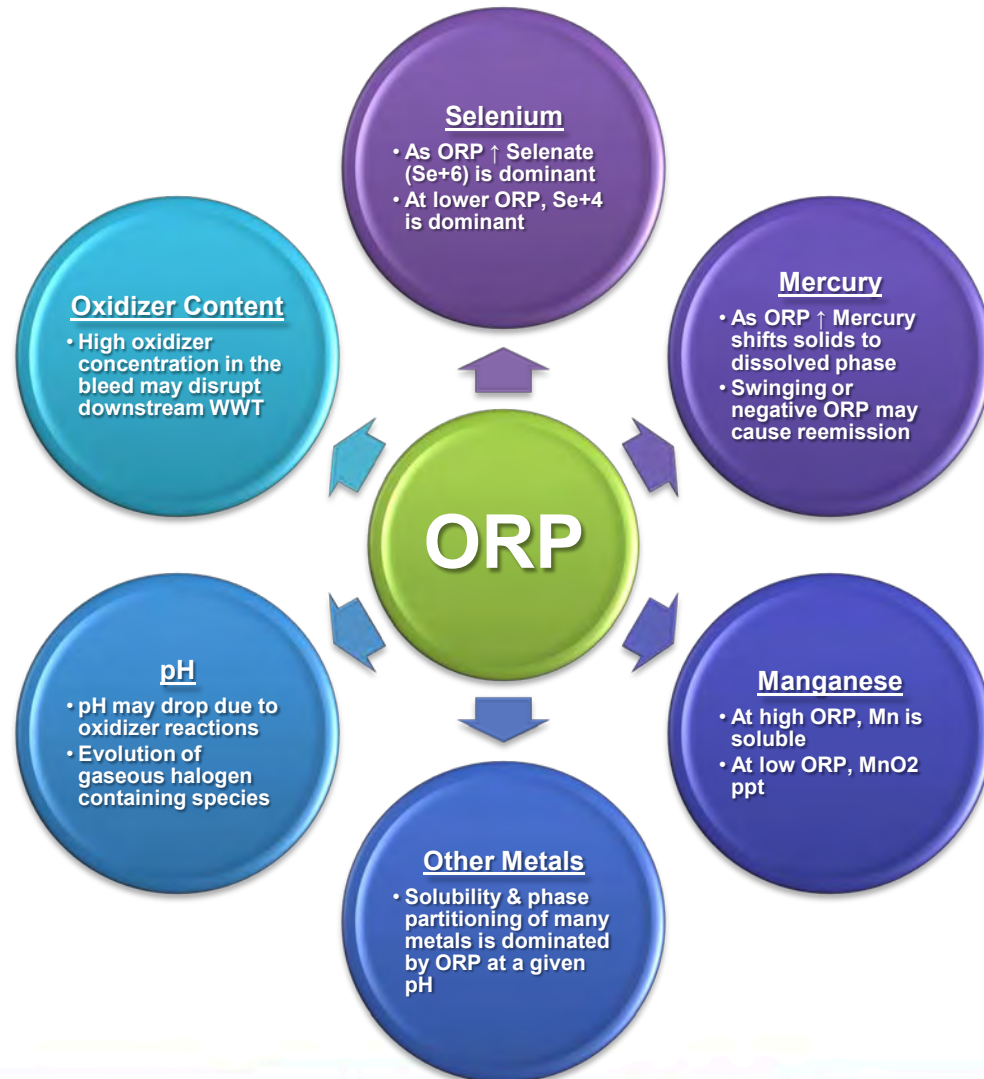 Selenium
• As ORP ↑ Selenate
(Se+6) is dominant
• At lower ORP, Se+4
is dominant
Oxidizer Content
• High oxidizer
concentration in the
bleed may disrupt
downstream WWT
Mercury
• As ORP ↑ Mercury
shifts solids to
dissolved phase
• Swinging or
negative ORP may
cause reemission
ORP
pH
• pH may drop due to
oxidizer reactions
• Evolution of
gaseous halogen
containing species
Manganese
• At high ORP, Mn is
soluble
• At low ORP, MnO2
ppt
Other Metals
• Solubility & phase
partitioning of many
metals is dominated
by ORP at a given
pH